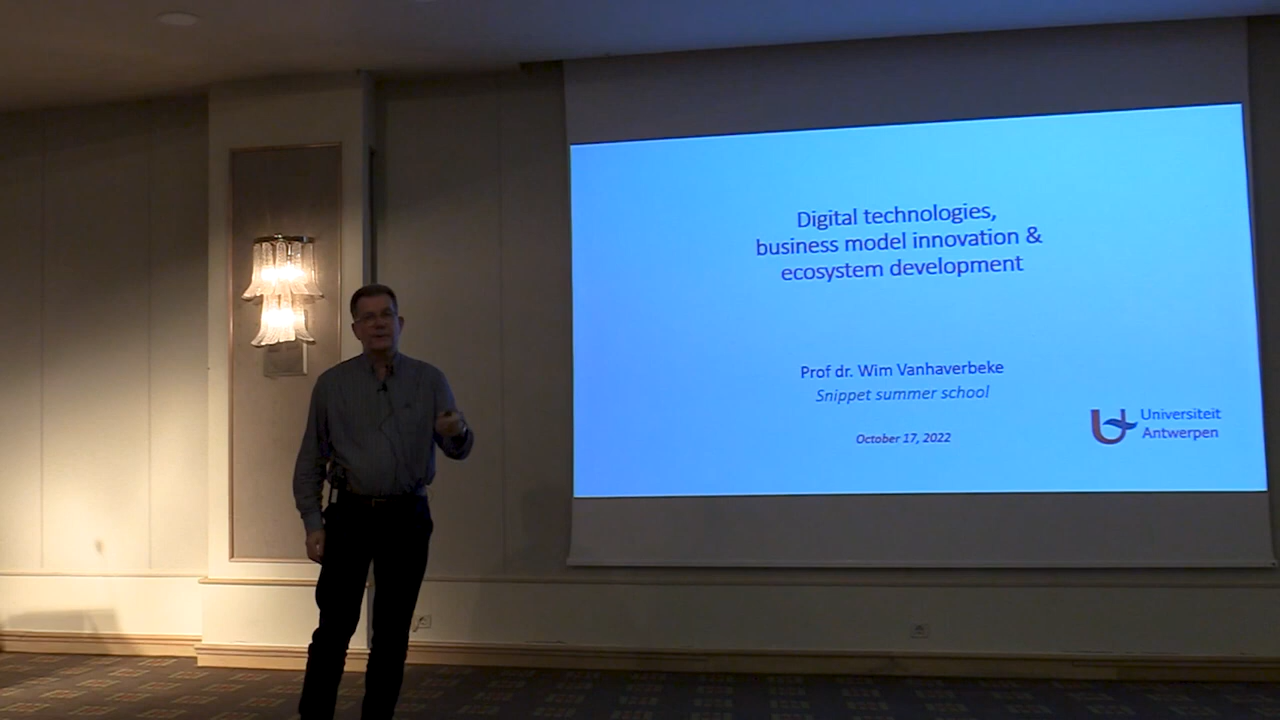 Digital technologies,
business model innovation &
ecosystem development
Prof dr. Wim Vanhaverbeke
Snippet summer school
October 17, 2022
Universiteit
Antwerpen